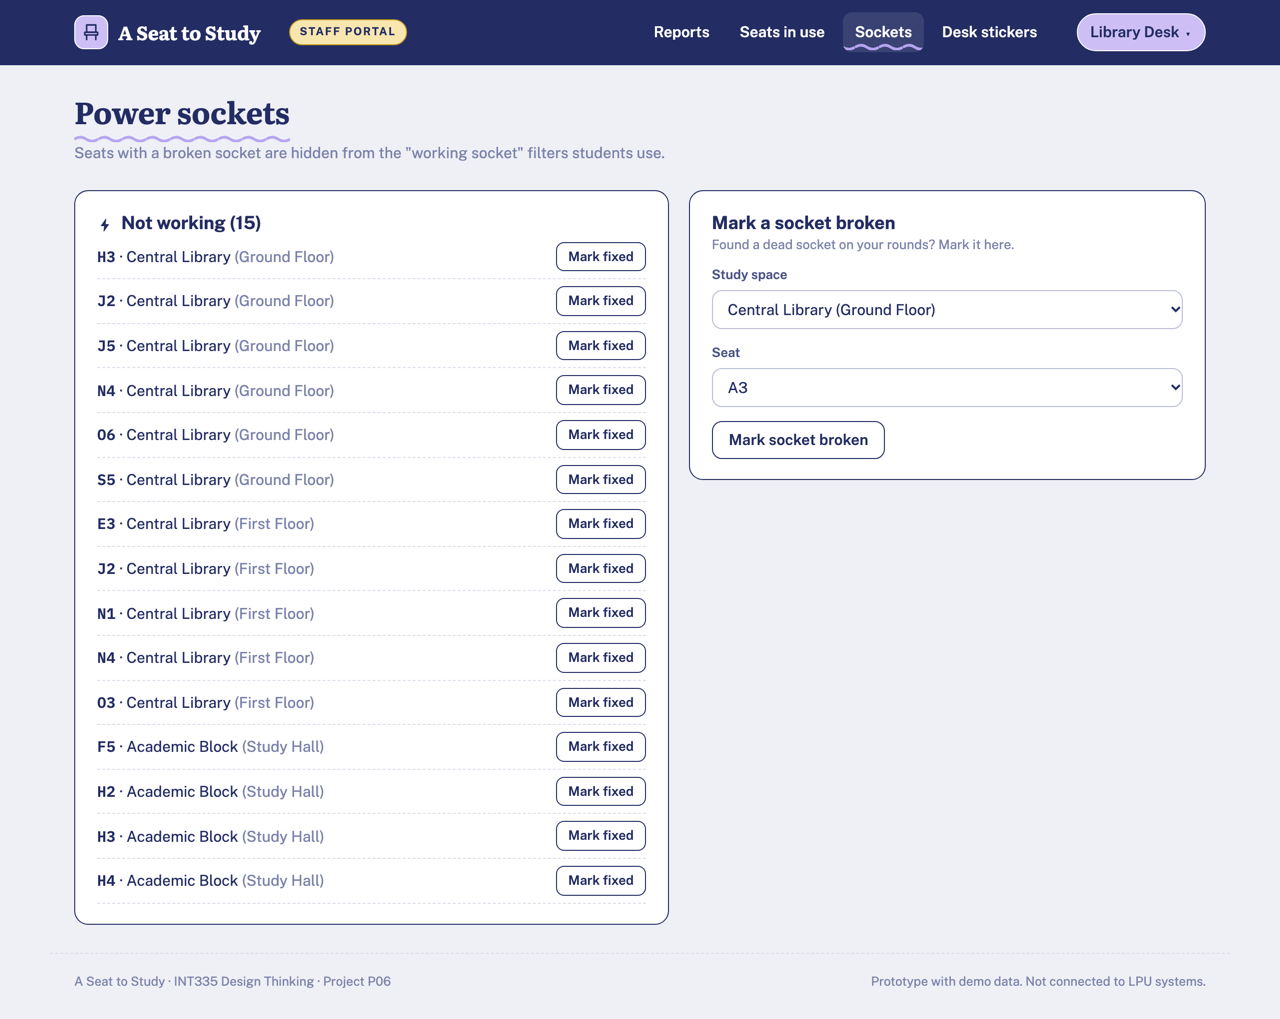 A Seat to Study
STAFF PORTAL
Reports
Seats in use
Sockets
Desk stickers
Library Desk ▾
Power sockets
Seats with a broken socket are hidden from the "working socket" filters students use.
Not working (15)
H3 · Central Library (Ground Floor) Mark fixed
J2 · Central Library (Ground Floor) Mark fixed
J5 · Central Library (Ground Floor) Mark fixed
N4 · Central Library (Ground Floor) Mark fixed
O6 · Central Library (Ground Floor) Mark fixed
S5 · Central Library (Ground Floor) Mark fixed
E3 · Central Library (First Floor) Mark fixed
J2 · Central Library (First Floor) Mark fixed
N1 · Central Library (First Floor) Mark fixed
N4 · Central Library (First Floor) Mark fixed
O3 · Central Library (First Floor) Mark fixed
F5 · Academic Block (Study Hall) Mark fixed
H2 · Academic Block (Study Hall) Mark fixed
H3 · Academic Block (Study Hall) Mark fixed
H4 · Academic Block (Study Hall) Mark fixed
Mark a socket broken
Found a dead socket on your rounds? Mark it here.
Study space
Central Library (Ground Floor)
Seat
A3
Mark socket broken
A Seat to Study · INT335 Design Thinking · Project P06
Prototype with demo data. Not connected to LPU systems.